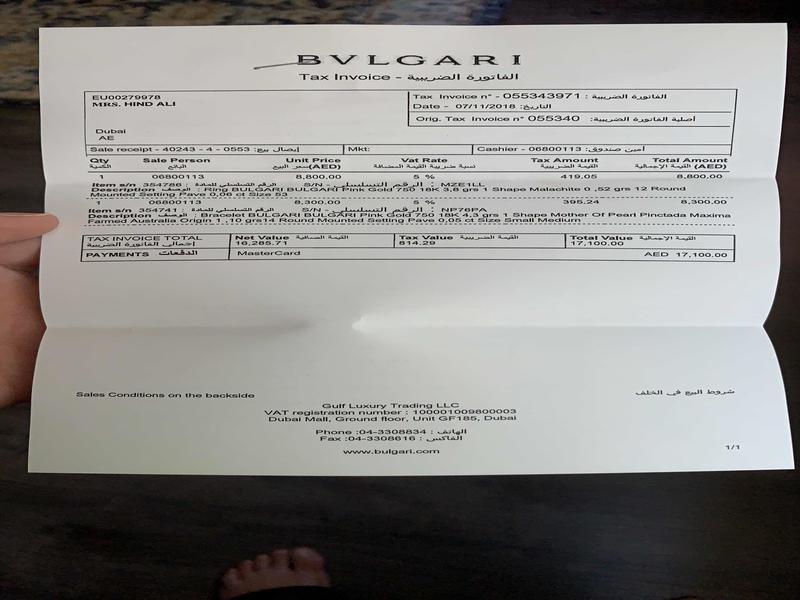 BVLGARI
Tax Invoice - الفاتورة الضريبية
EU00279978
MRS. HIND ALI
Dubai
AE
Tax Invoice n° - 055343971 : الفاتورة الضريبية
Date - 07/11/2018 :التاريخ
Orig. Tax Invoice n° - 055340 :أصلية الفاتورة الضريبية
Sale receipt - 40243 - 4 - 0553 :إيصال بيع Mkt: Cashier - 06800113 :أمين صندوق
Qty Sale Person Unit Price Vat Rate Tax Amount Total Amount
الكمية البائع سعر البيع(AED) نسبة ضريبة القيمة المضافة القيمة الضريبية القيمة الإجمالية (AED)
1 06800113 8,800.00 5 % 419.05 8,800.00
Item s/n 354786 : الرقم التسلسلي للمادة S/N - الرقم التسلسلي : MZE1LL
Description الوصف : Ring BVLGARI BVLGARI Pink Gold 750 18K 3,8 grs 1 Shape Malachite 0 ,52 grs 12 Round
Mounted Setting Pave 0,06 ct Size 53
1 06800113 8,300.00 5 % 395.24 8,300.00
Item s/n 354741 : الرقم التسلسلي للمادة S/N - الرقم التسلسلي : NP76PA
Description الوصف : Bracelet BVLGARI BVLGARI Pink Gold 750 18K 4,3 grs 1 Shape Mother Of Pearl Pinctada Maxima
Farmed Australia Origin 1 ,10 grs14 Round Mounted Setting Pave 0,05 ct Size Small Medium
TAX INVOICE TOTAL Net Value القيمة الصافية Tax Value القيمة الضريبية Total Value القيمة الإجمالية
إجمالي الفاتورة الضريبية 16,285.71 814.29 17,100.00
PAYMENTS الدفعات MasterCard AED 17,100.00
Sales Conditions on the backside شروط البيع في الخلف
Gulf Luxury Trading LLC
VAT registration number : 100001009800003
Dubai Mall, Ground floor, Unit GF185, Dubai
Phone :04-3308834 : الهاتف
Fax :04-3308616 : الفاكس
www.bulgari.com
1/1